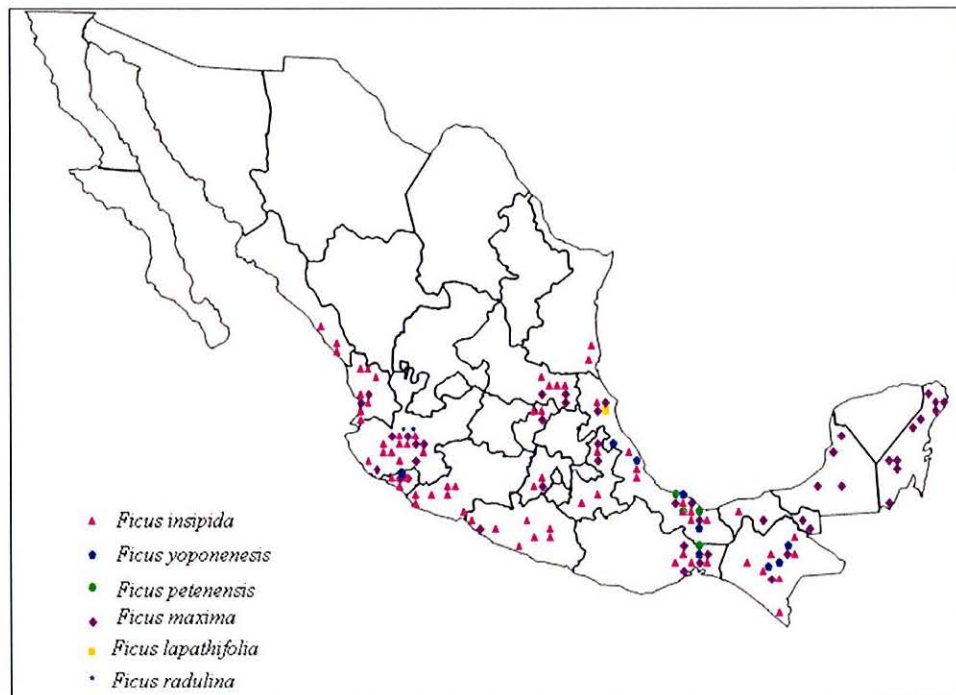 Ficus insipida
Ficus yoponenesis
Ficus petenensis
Ficus maxima
Ficus lapathifolia
Ficus radulina